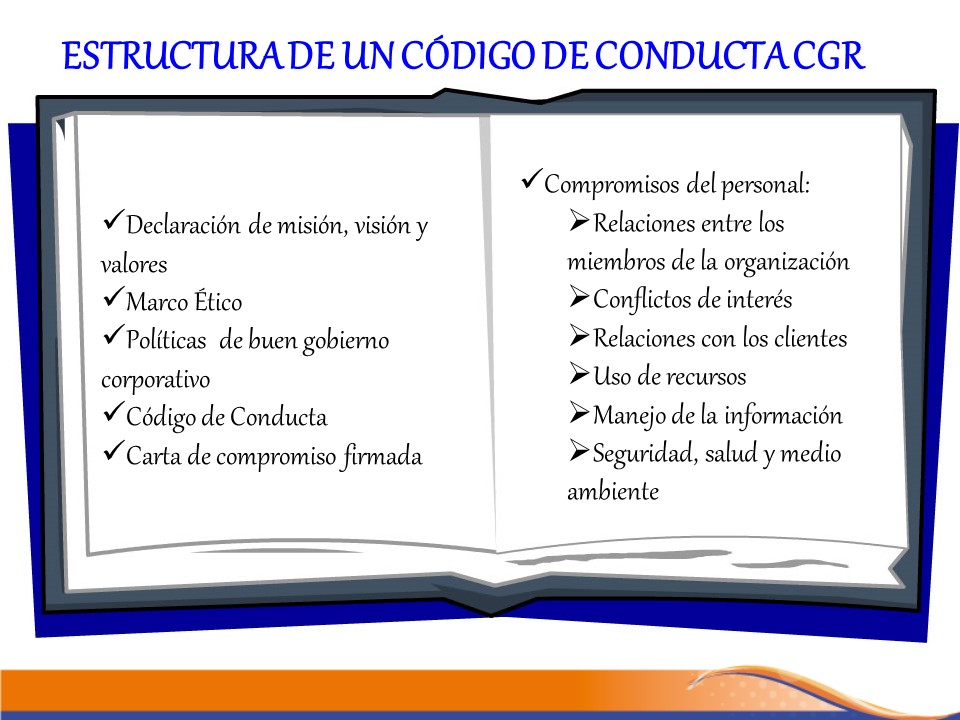 ESTRUCTURA DE UN CÓDIGO DE CONDUCTA CGR
✓Declaración de misión, visión y
valores
✓Marco Ético
✓Políticas de buen gobierno
corporativo
✓Código de Conducta
✓Carta de compromiso firmada
✓Compromisos del personal:
➢Relaciones entre los
miembros de la organización
➢Conflictos de interés
➢Relaciones con los clientes
➢Uso de recursos
➢Manejo de la información
➢Seguridad, salud y medio
ambiente